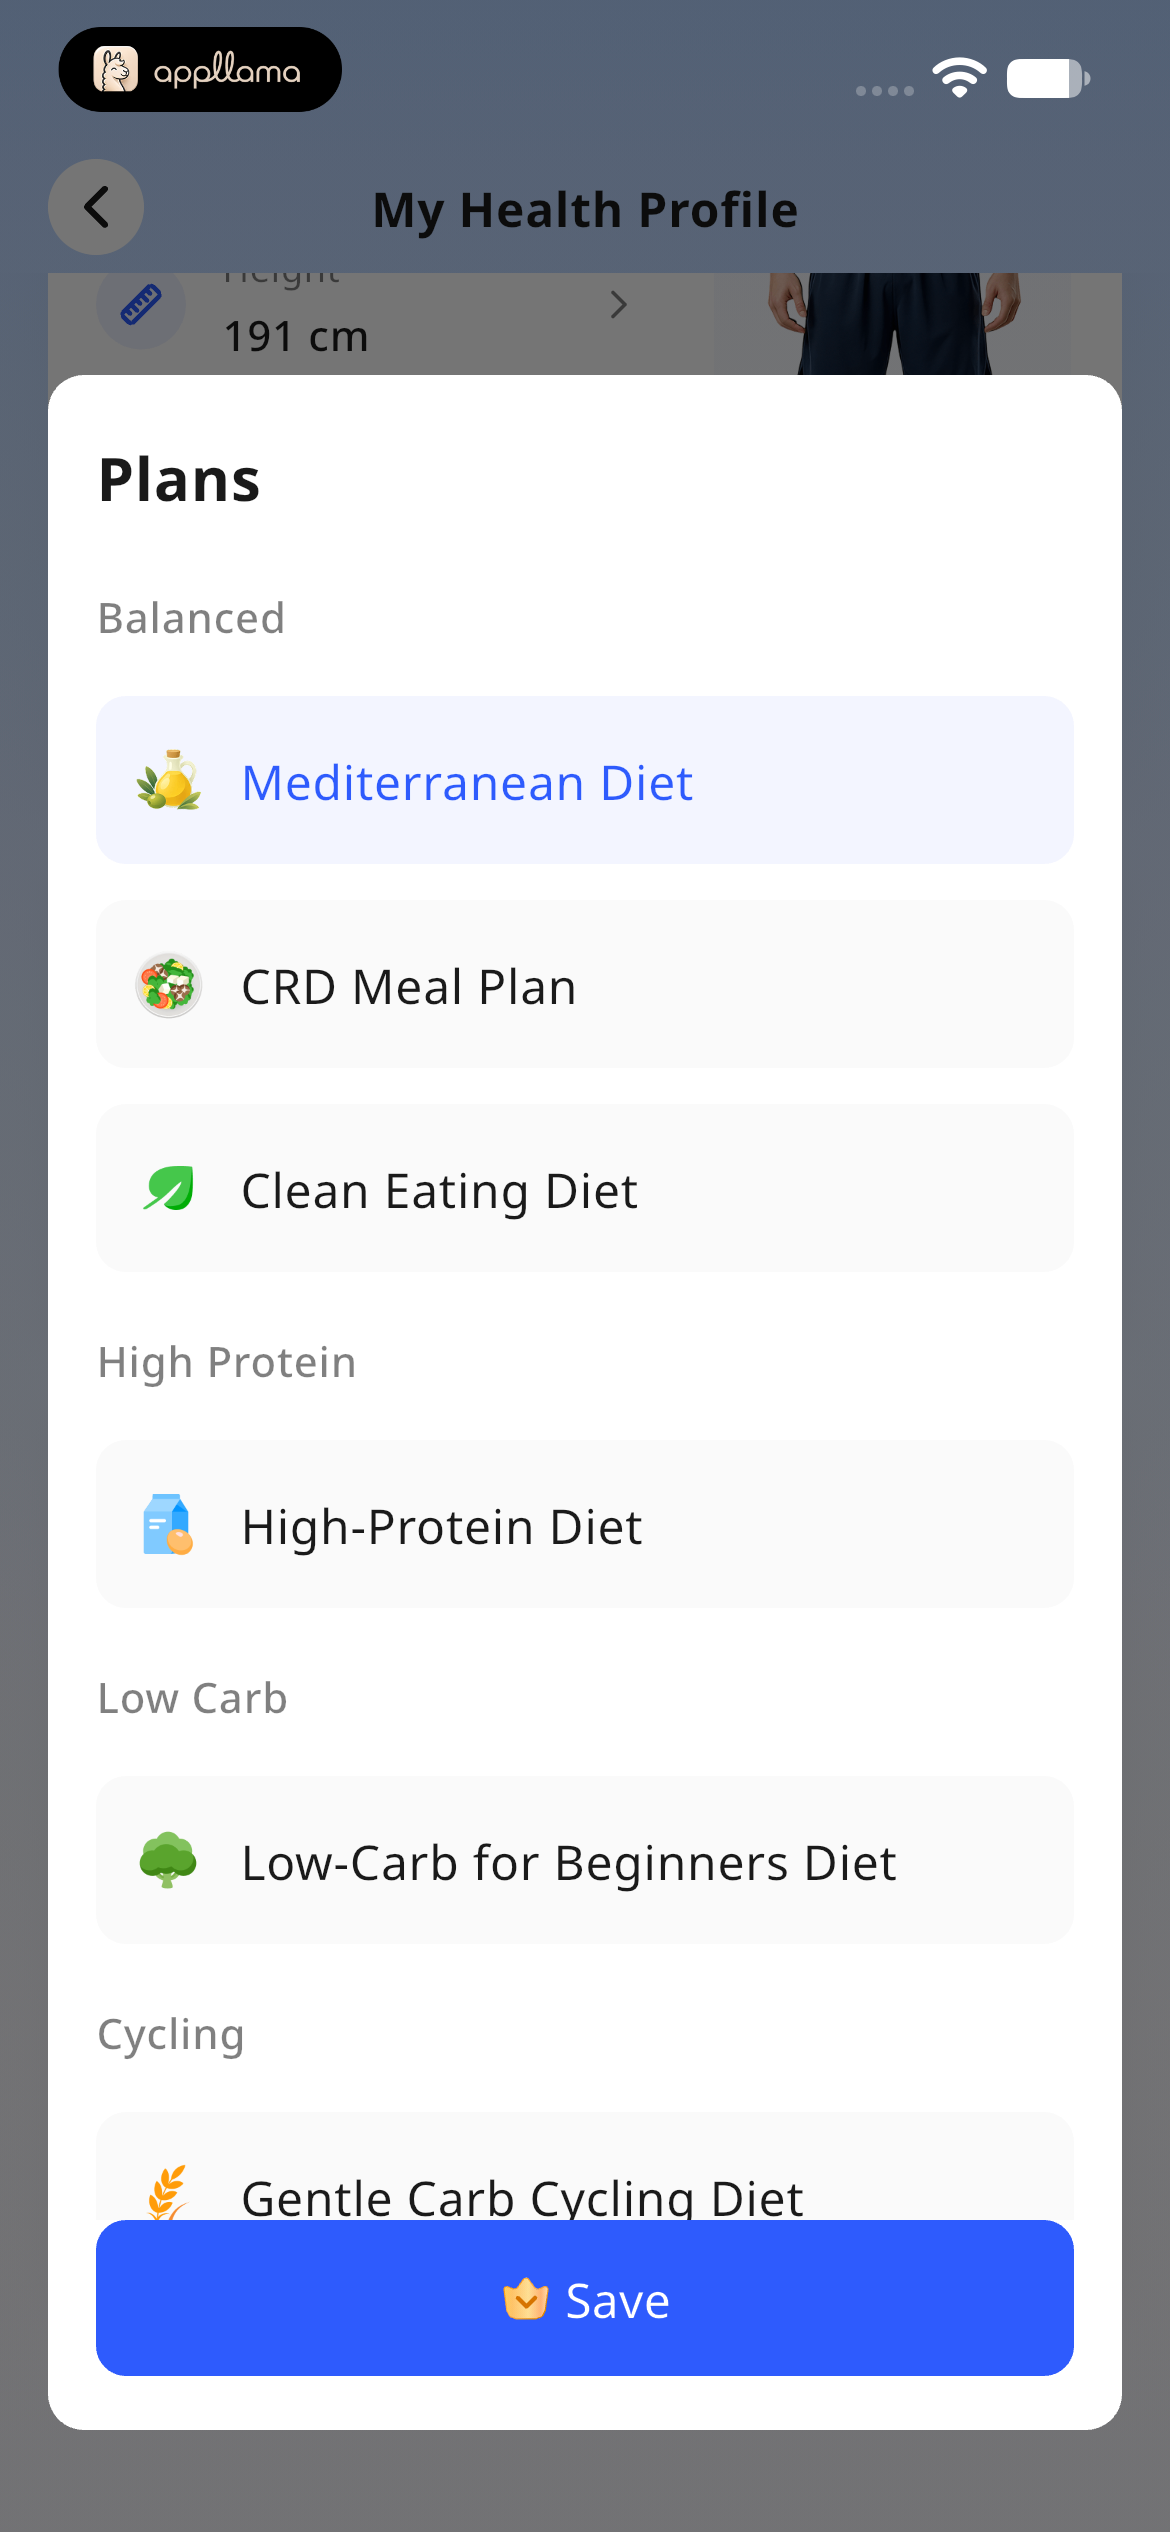 appllama
My Health Profile
Height
191 cm
Plans
Balanced
Mediterranean Diet
CRD Meal Plan
Clean Eating Diet
High Protein
High-Protein Diet
Low Carb
Low-Carb for Beginners Diet
Cycling
Gentle Carb Cycling Diet
Save